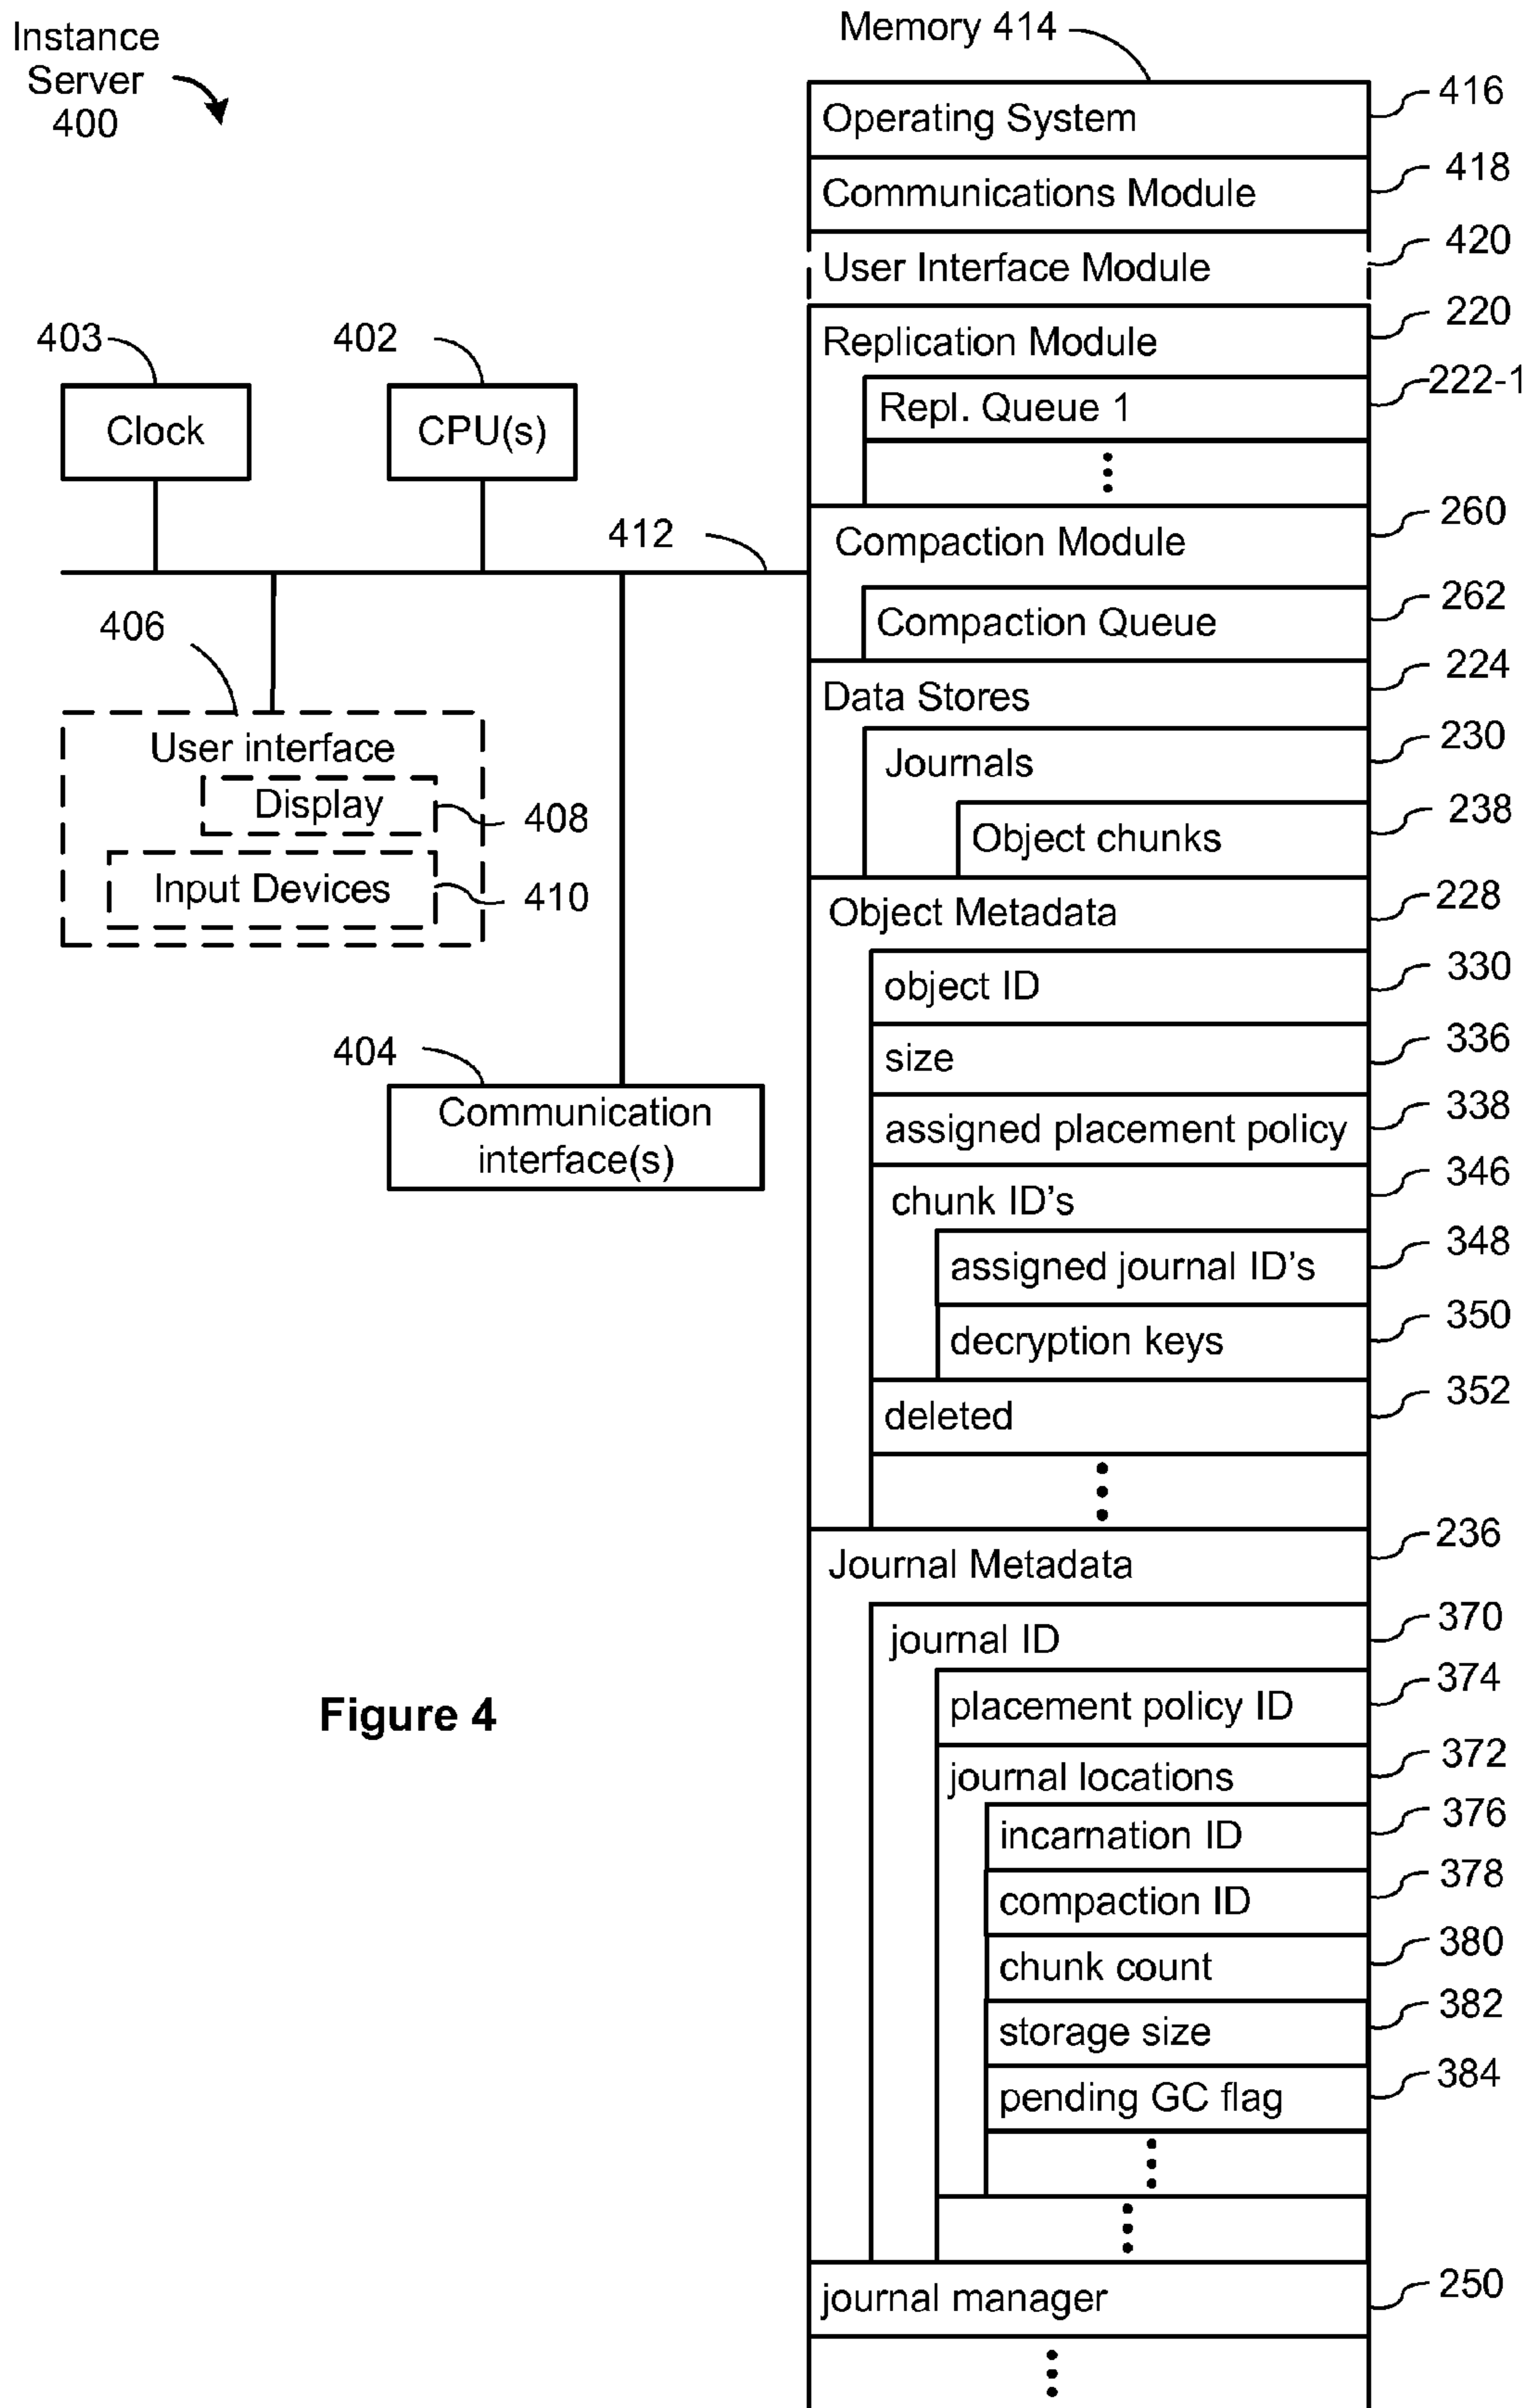 Instance
Server
400
Memory 414
Operating System
416
Communications Module
418
User Interface Module
420
Replication Module
220
Repl. Queue 1
222-1
403
Clock
402
CPU(s)
412
Compaction Module
260
Compaction Queue
262
Data Stores
224
Journals
230
Object chunks
238
406
User interface
Display
408
Input Devices
410
404
Communication
interface(s)
Object Metadata
228
object ID
330
size
336
assigned placement policy
338
chunk ID's
346
assigned journal ID's
348
decryption keys
350
deleted
352
Journal Metadata
236
journal ID
370
placement policy ID
374
journal locations
372
incarnation ID
376
compaction ID
378
chunk count
380
storage size
382
pending GC flag
384
journal manager
250
Figure 4